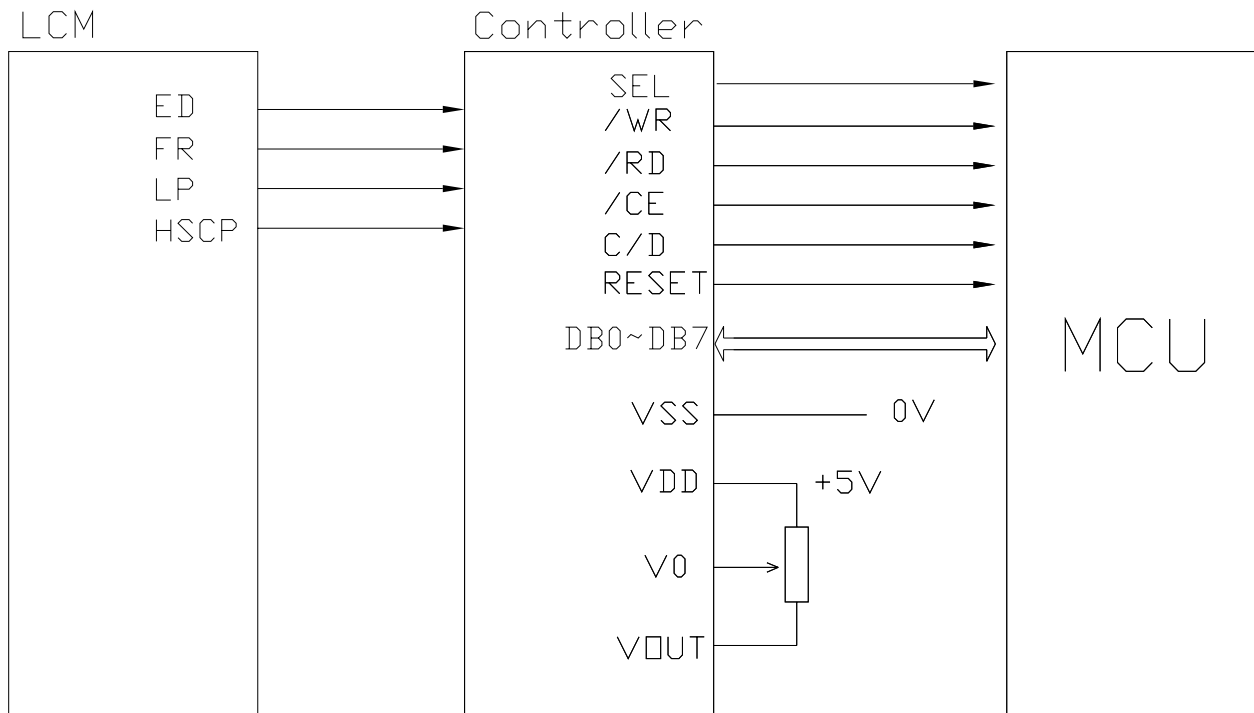 LCM
Controller
ED
FR
LP
HSCP
SEL
/WR
/RD
/CE
C/D
RESET
DB0~DB7
VSS
0V
VDD
+5V
V0
VOUT
MCU